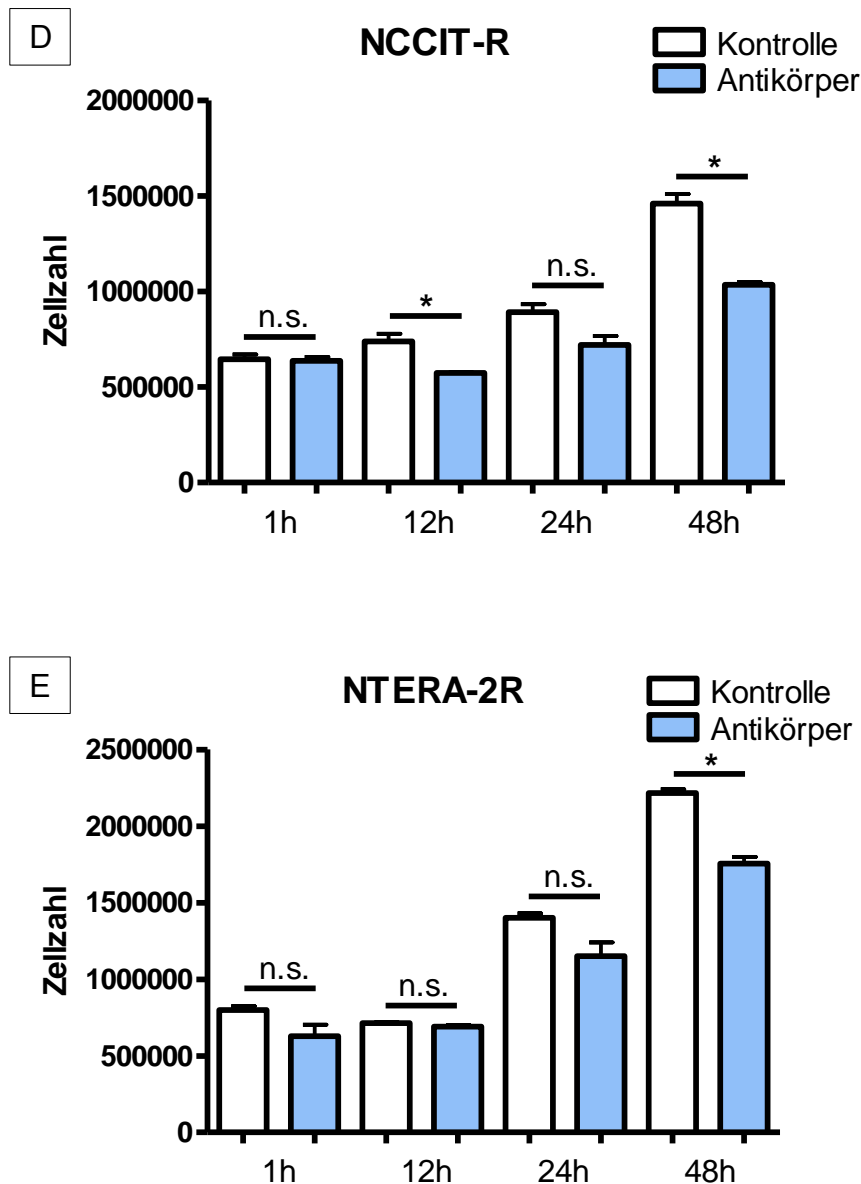 D
NCCIT-R
Kontrolle
Antikörper
Zellzahl
2000000
1500000
1000000
500000
0
n.s.
*
n.s.
*
1h 12h 24h 48h
E
NTERA-2R
Kontrolle
Antikörper
Zellzahl
2500000
2000000
1500000
1000000
500000
0
n.s.
n.s.
n.s.
*
1h 12h 24h 48h